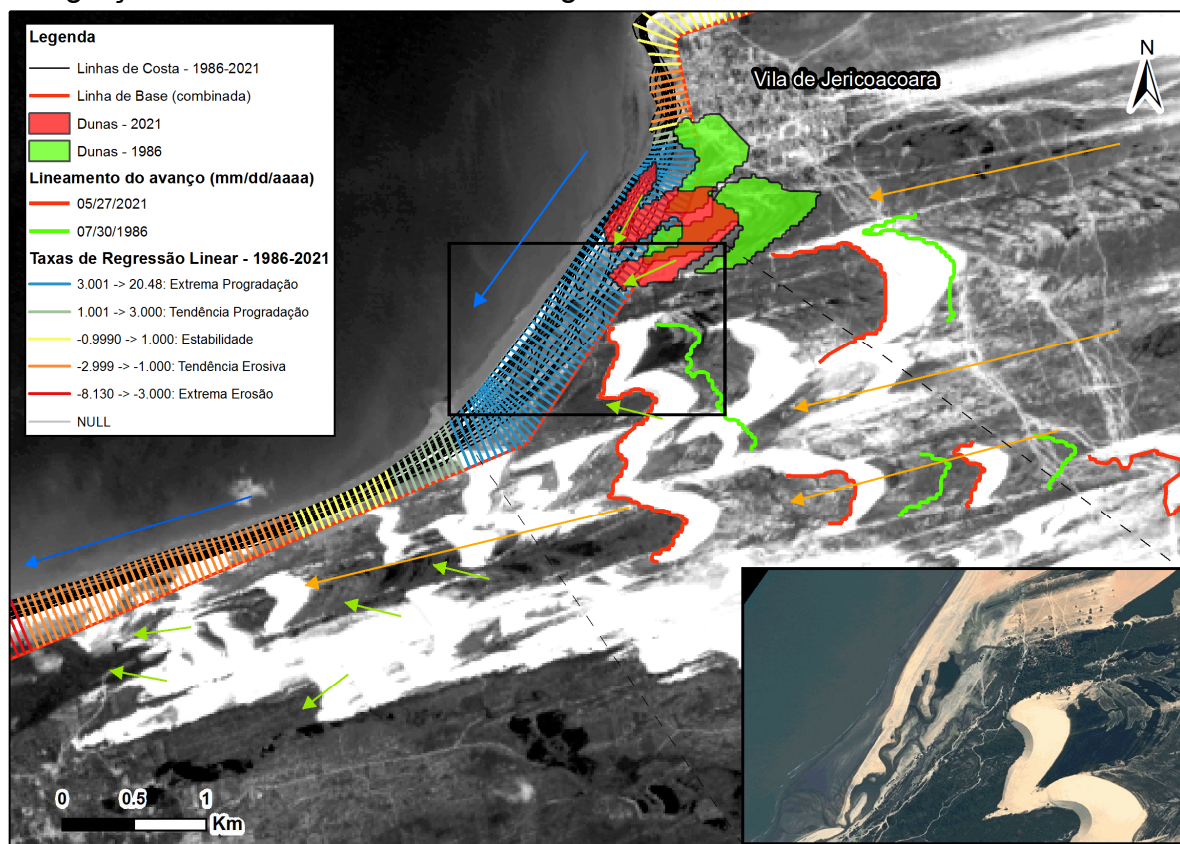 Legenda
Linhas de Costa - 1986-2021
Linha de Base (combinada)
Dunas - 2021
Dunas - 1986
Lineamento do avanço (mm/dd/aaaa)
05/27/2021
07/30/1986
Taxas de Regressão Linear - 1986-2021
3.001 -> 20.48: Extrema Progradação
1.001 -> 3.000: Tendência Progradação
-0.9990 -> 1.000: Estabilidade
-2.999 -> -1.000: Tendência Erosiva
-8.130 -> -3.000: Extrema Erosão
NULL
Vila de Jericoacoara
N
0 0.5 1
Km